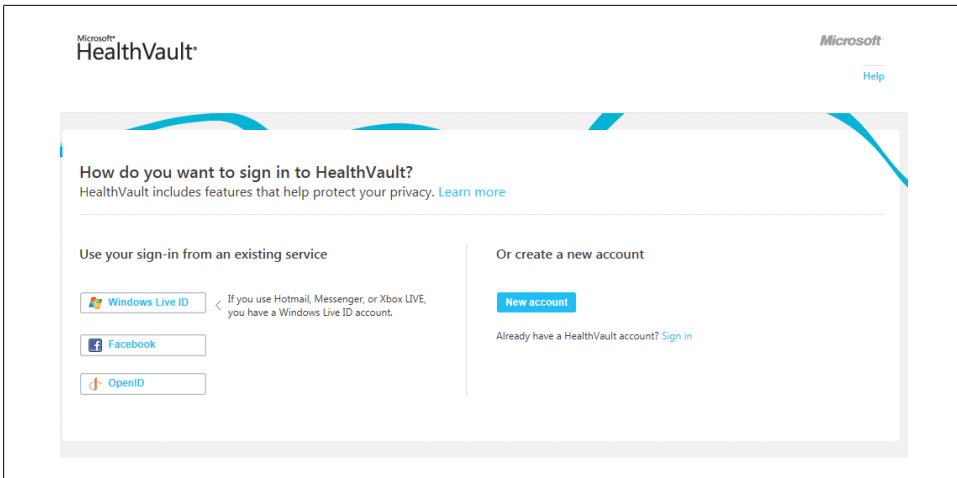 Microsoft®
HealthVault®
Microsoft
Help
How do you want to sign in to HealthVault?
HealthVault includes features that help protect your privacy. Learn more
Use your sign-in from an existing service
Windows Live ID
If you use Hotmail, Messenger, or Xbox LIVE,
you have a Windows Live ID account.
Facebook
OpenID
Or create a new account
New account
Already have a HealthVault account? Sign in